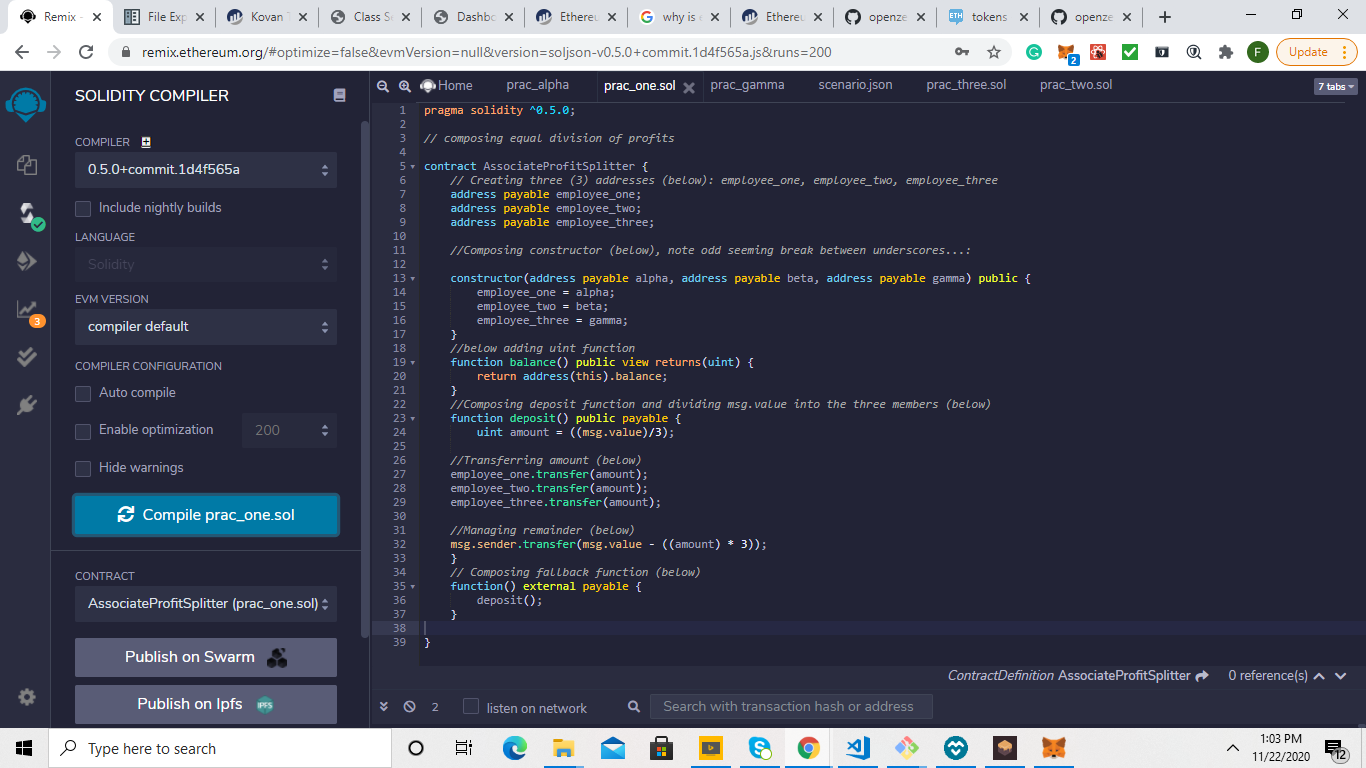 Remix -
File Exp
Kovan T
Class Se
Dashbo
Ethereu
why is e
Ethereu
openze
tokens
openze
remix.ethereum.org/#optimize=false&evmVersion=null&version=soljson-v0.5.0+commit.1d4f565a.js&runs=200
2
F
Update
SOLIDITY COMPILER
COMPILER
0.5.0+commit.1d4f565a
Include nightly builds
LANGUAGE
Solidity
EVM VERSION
compiler default
3
COMPILER CONFIGURATION
Auto compile
Enable optimization
200
Hide warnings
Compile prac_one.sol
CONTRACT
AssociateProfitSplitter (prac_one.sol)
Publish on Swarm
Publish on Ipfs
IPFS
Home
prac_alpha
prac_one.sol
prac_gamma
scenario.json
prac_three.sol
prac_two.sol
7 tabs
1 pragma solidity ^0.5.0;
2
3 // composing equal division of profits
4
5 contract AssociateProfitSplitter {
6 // Creating three (3) addresses (below): employee_one, employee_two, employee_three
7 address payable employee_one;
8 address payable employee_two;
9 address payable employee_three;
10
11 //Composing constructor (below), note odd seeming break between underscores...:
12
13 constructor(address payable alpha, address payable beta, address payable gamma) public {
14 employee_one = alpha;
15 employee_two = beta;
16 employee_three = gamma;
17 }
18 //below adding uint function
19 function balance() public view returns(uint) {
20 return address(this).balance;
21 }
22 //Composing deposit function and dividing msg.value into the three members (below)
23 function deposit() public payable {
24 uint amount = ((msg.value)/3);
25
26 //Transferring amount (below)
27 employee_one.transfer(amount);
28 employee_two.transfer(amount);
29 employee_three.transfer(amount);
30
31 //Managing remainder (below)
32 msg.sender.transfer(msg.value - ((amount) * 3));
33 }
34 // Composing fallback function (below)
35 function() external payable {
36 deposit();
37 }
38
39 }
ContractDefinition AssociateProfitSplitter
0 reference(s)
2
listen on network
Search with transaction hash or address
Type here to search
1:03 PM
11/22/2020
12